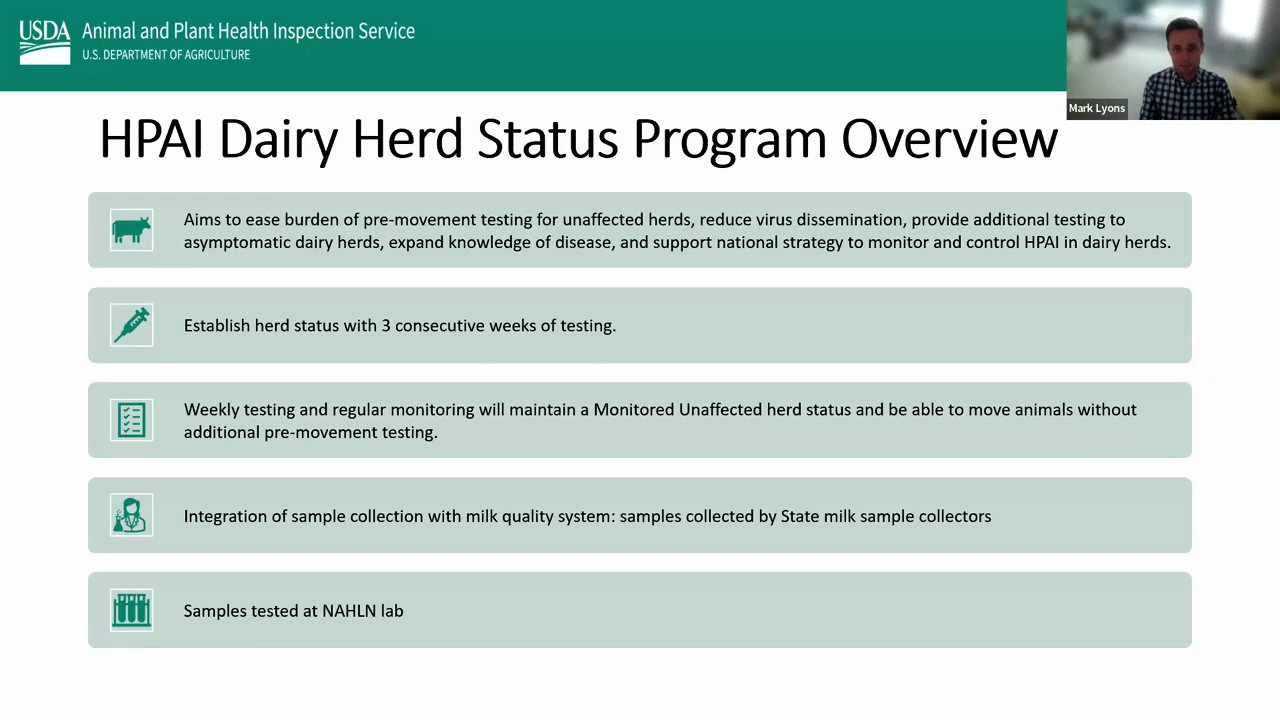 USDA
Animal and Plant Health Inspection Service
U.S. DEPARTMENT OF AGRICULTURE
Mark Lyons
HPAI Dairy Herd Status Program Overview
Aims to ease burden of pre-movement testing for unaffected herds, reduce virus dissemination, provide additional testing to
asymptomatic dairy herds, expand knowledge of disease, and support national strategy to monitor and control HPAI in dairy herds.
Establish herd status with 3 consecutive weeks of testing.
Weekly testing and regular monitoring will maintain a Monitored Unaffected herd status and be able to move animals without
additional pre-movement testing.
Integration of sample collection with milk quality system: samples collected by State milk sample collectors
Samples tested at NAHLN lab